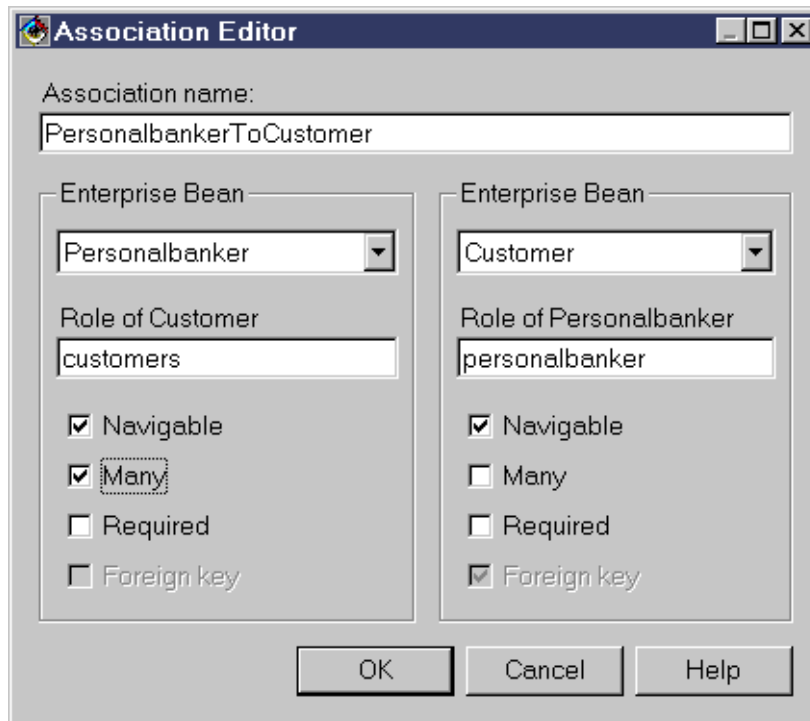 Association Editor
Association name:
PersonalbankerToCustomer
Enterprise Bean
Personalbanker
Role of Customer
customers
Navigable
Many
Required
Foreign key
Enterprise Bean
Customer
Role of Personalbanker
personalbanker
Navigable
Many
Required
Foreign key
OK
Cancel
Help